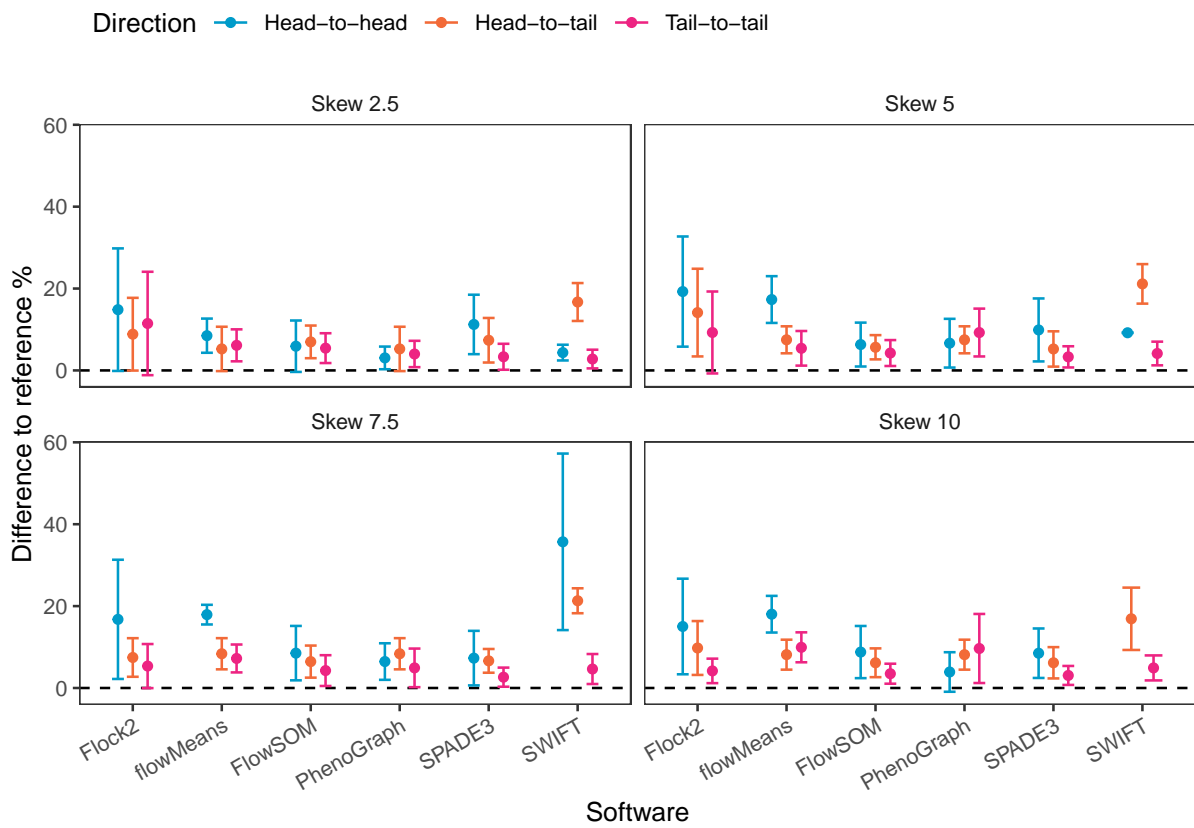 Direction Head−to−head Head−to−tail Tail−to−tail
Skew 2.5 Skew 5
60
40
20
0
Skew 7.5 Skew 10
60
40
20
0
Difference to reference %
Flock2 flowMeans FlowSOM PhenoGraph SPADE3 SWIFT Flock2 flowMeans FlowSOM PhenoGraph SPADE3 SWIFT
Software